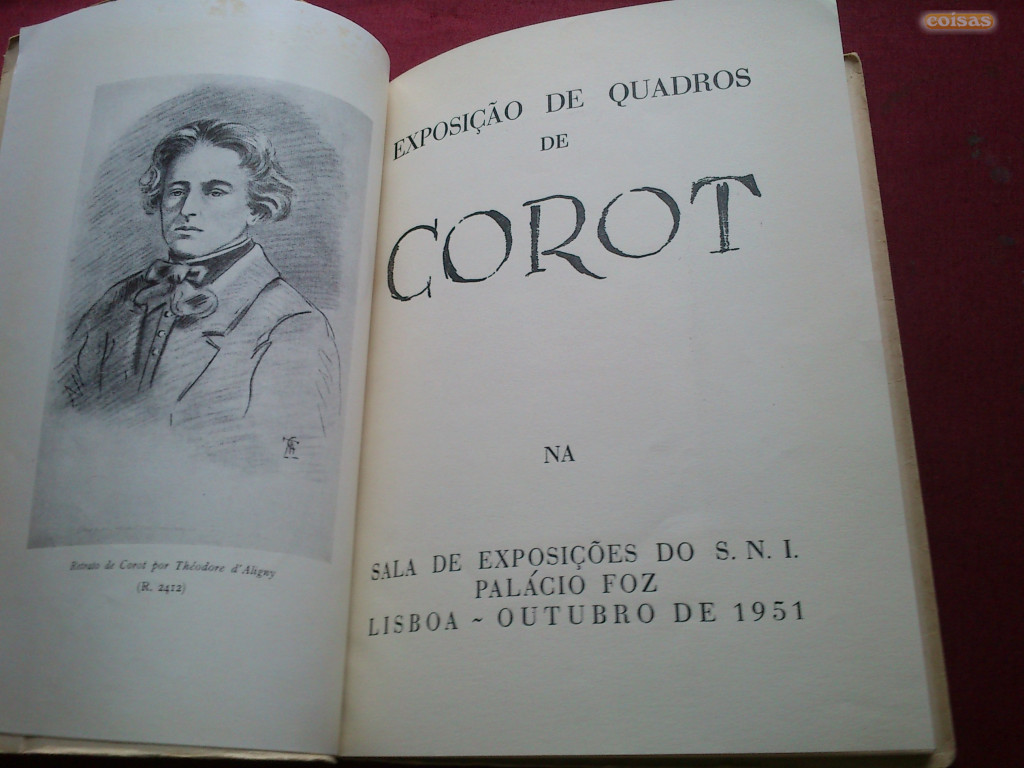 coisas
Retrato de Corot por Théodore d'Aligny
(R. 2412)
EXPOSIÇÃO DE QUADROS
DE
COROT
NA
SALA DE EXPOSIÇÕES DO S. N. I.
PALÁCIO FOZ
LISBOA ~ OUTUBRO DE 1951